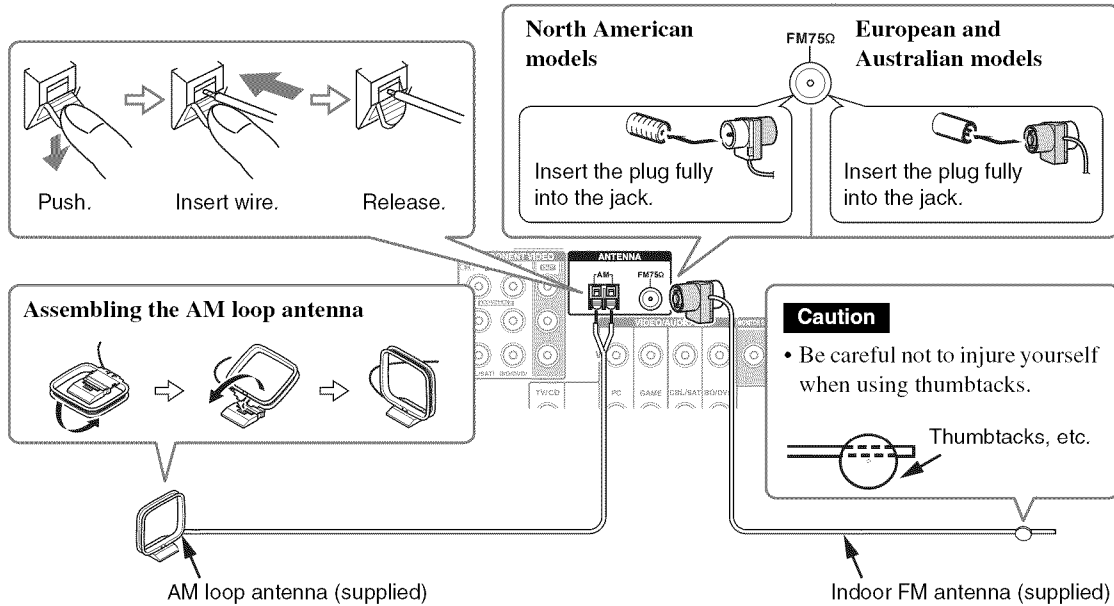 North American
models
FM75Ω
European and
Australian models
Insert the plug fully
into the jack.
Insert the plug fully
into the jack.
Push.
Insert wire.
Release.
ANTENNA
AM
FM75Ω
Assembling the AM loop antenna
TV/CD
PC
GAME
CBL/SAT
Caution
• Be careful not to injure yourself
when using thumbtacks.
Thumbtacks, etc.
AM loop antenna (supplied)
Indoor FM antenna (supplied)